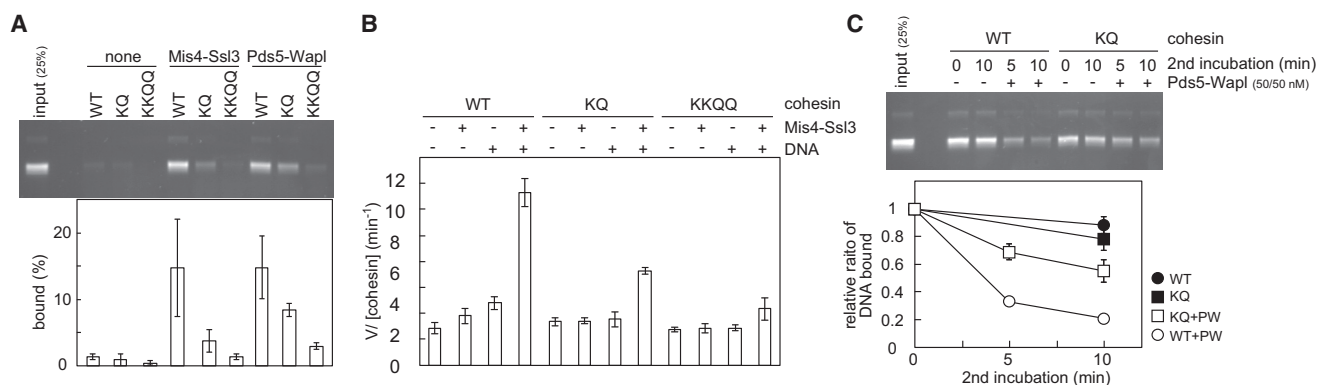 A
none Mis4-Ssl3 Pds5-Wapl
input (25%) WT KQ KKQQ WT KQ KKQQ WT KQ KKQQ
bound (%)
20
10
0
B
WT KQ KKQQ cohesin
- + - + - + - + - + - + Mis4-Ssl3
- - + + - - + + - - + + DNA
V/ [cohesin] (min-1)
12
10
8
6
4
2
0
C
input (25%)
WT KQ cohesin
0 10 5 10 0 10 5 10 2nd incubation (min)
- - + + - - + + Pds5-Wapl (50/50 nM)
relative raito of
DNA bound
1
0.8
0.6
0.4
0.2
0
0 5 10
2nd incubation (min)
WT
KQ
KQ+PW
WT+PW